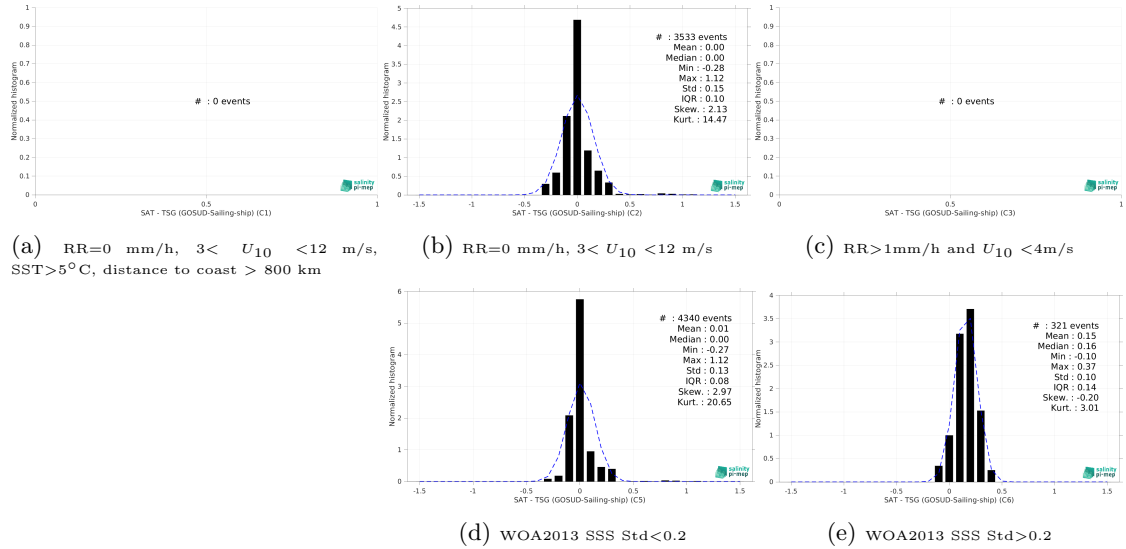 1
0.9
0.8
0.7
0.6
0.5
0.4
0.3
0.2
0.1
0
Normalized histogram
# : 0 events
salinity
pi-mep
0 0.5 1
SAT - TSG (GOSUD-Sailing-ship) (C1)
5
4.5
4
3.5
3
2.5
2
1.5
1
0.5
0
Normalized histogram
# : 3533 events
Mean : 0.00
Median : 0.00
Min : -0.28
Max : 1.12
Std : 0.15
IQR : 0.10
Skew. : 2.13
Kurt. : 14.47
salinity
pi-mep
-1.5 -1 -0.5 0 0.5 1 1.5
SAT - TSG (GOSUD-Sailing-ship) (C2)
1
0.9
0.8
0.7
0.6
0.5
0.4
0.3
0.2
0.1
0
Normalized histogram
# : 0 events
salinity
pi-mep
0 0.5 1
SAT - TSG (GOSUD-Sailing-ship) (C3)
(a) RR=0 mm/h, 3< U10 <12 m/s,
SST>5°C, distance to coast > 800 km
(b) RR=0 mm/h, 3< U10 <12 m/s
(c) RR>1mm/h and U10 <4m/s
6
5
4
3
2
1
0
Normalized histogram
# : 4340 events
Mean : 0.01
Median : 0.00
Min : -0.27
Max : 1.12
Std : 0.13
IQR : 0.08
Skew. : 2.97
Kurt. : 20.65
salinity
pi-mep
-1.5 -1 -0.5 0 0.5 1 1.5
SAT - TSG (GOSUD-Sailing-ship) (C5)
4
3.5
3
2.5
2
1.5
1
0.5
0
Normalized histogram
# : 321 events
Mean : 0.15
Median : 0.16
Min : -0.10
Max : 0.37
Std : 0.10
IQR : 0.14
Skew. : -0.20
Kurt. : 3.01
salinity
pi-mep
-1.5 -1 -0.5 0 0.5 1 1.5
SAT - TSG (GOSUD-Sailing-ship) (C6)
(d) WOA2013 SSS Std<0.2
(e) WOA2013 SSS Std>0.2